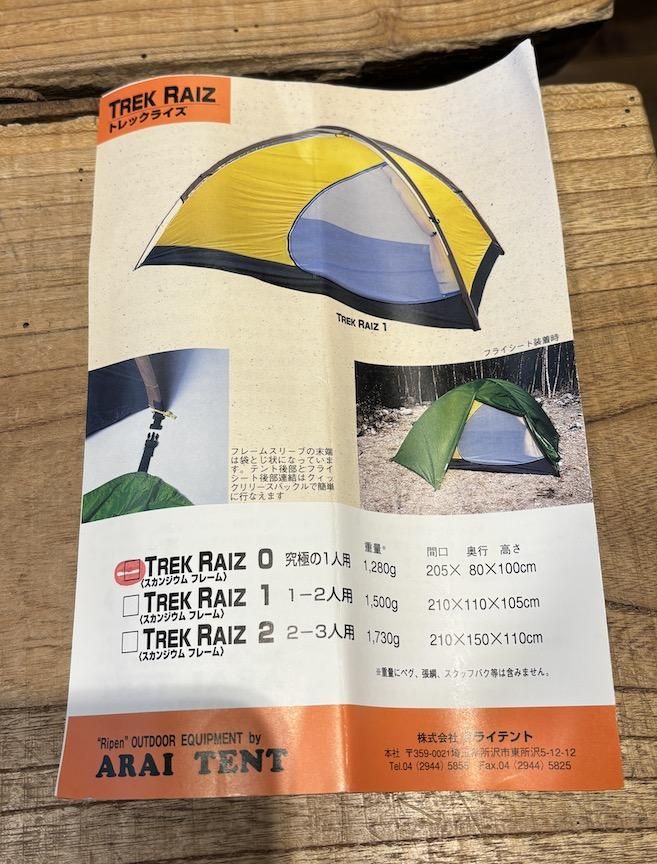 TREK RAIZ
トレックライズ
TREK RAIZ 1
フライシート装着時
フレームスリーブの末端
は袋とじ状になっていま
す。テント後部とフライ
シート後部連結はクィッ
クリリースバックルで簡単
に行なえます
重量※ 間口 奥行 高さ
TREK RAIZ 0 究極の1人用 1,280g 205×80×100cm
〈スカンジウム フレーム〉
TREK RAIZ 1 1−2人用 1,500g 210×110×105cm
〈スカンジウム フレーム〉
TREK RAIZ 2 2−3人用 1,730g 210×150×110cm
〈スカンジウム フレーム〉
※重量にペグ、張綱、スタッフバク等は含みません。
"Ripen" OUTDOOR EQUIPMENT by
ARAI TENT
株式会社 ライテント
本社 〒359-0021埼玉県所沢市東所沢5-12-12
Tel.04 (2944) 5855 Fax.04 (2944) 5825